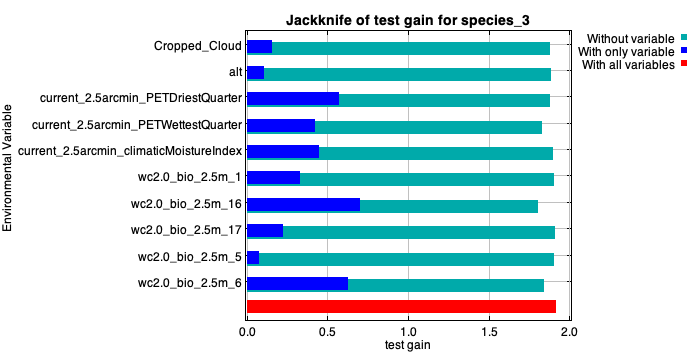 Jackknife of test gain for species_3
Without variable
With only variable
With all variables
Environmental Variable
Cropped_Cloud
alt
current_2.5arcmin_PETDriestQuarter
current_2.5arcmin_PETWettestQuarter
current_2.5arcmin_climaticMoistureIndex
wc2.0_bio_2.5m_1
wc2.0_bio_2.5m_16
wc2.0_bio_2.5m_17
wc2.0_bio_2.5m_5
wc2.0_bio_2.5m_6
0.0 0.5 1.0 1.5 2.0
test gain